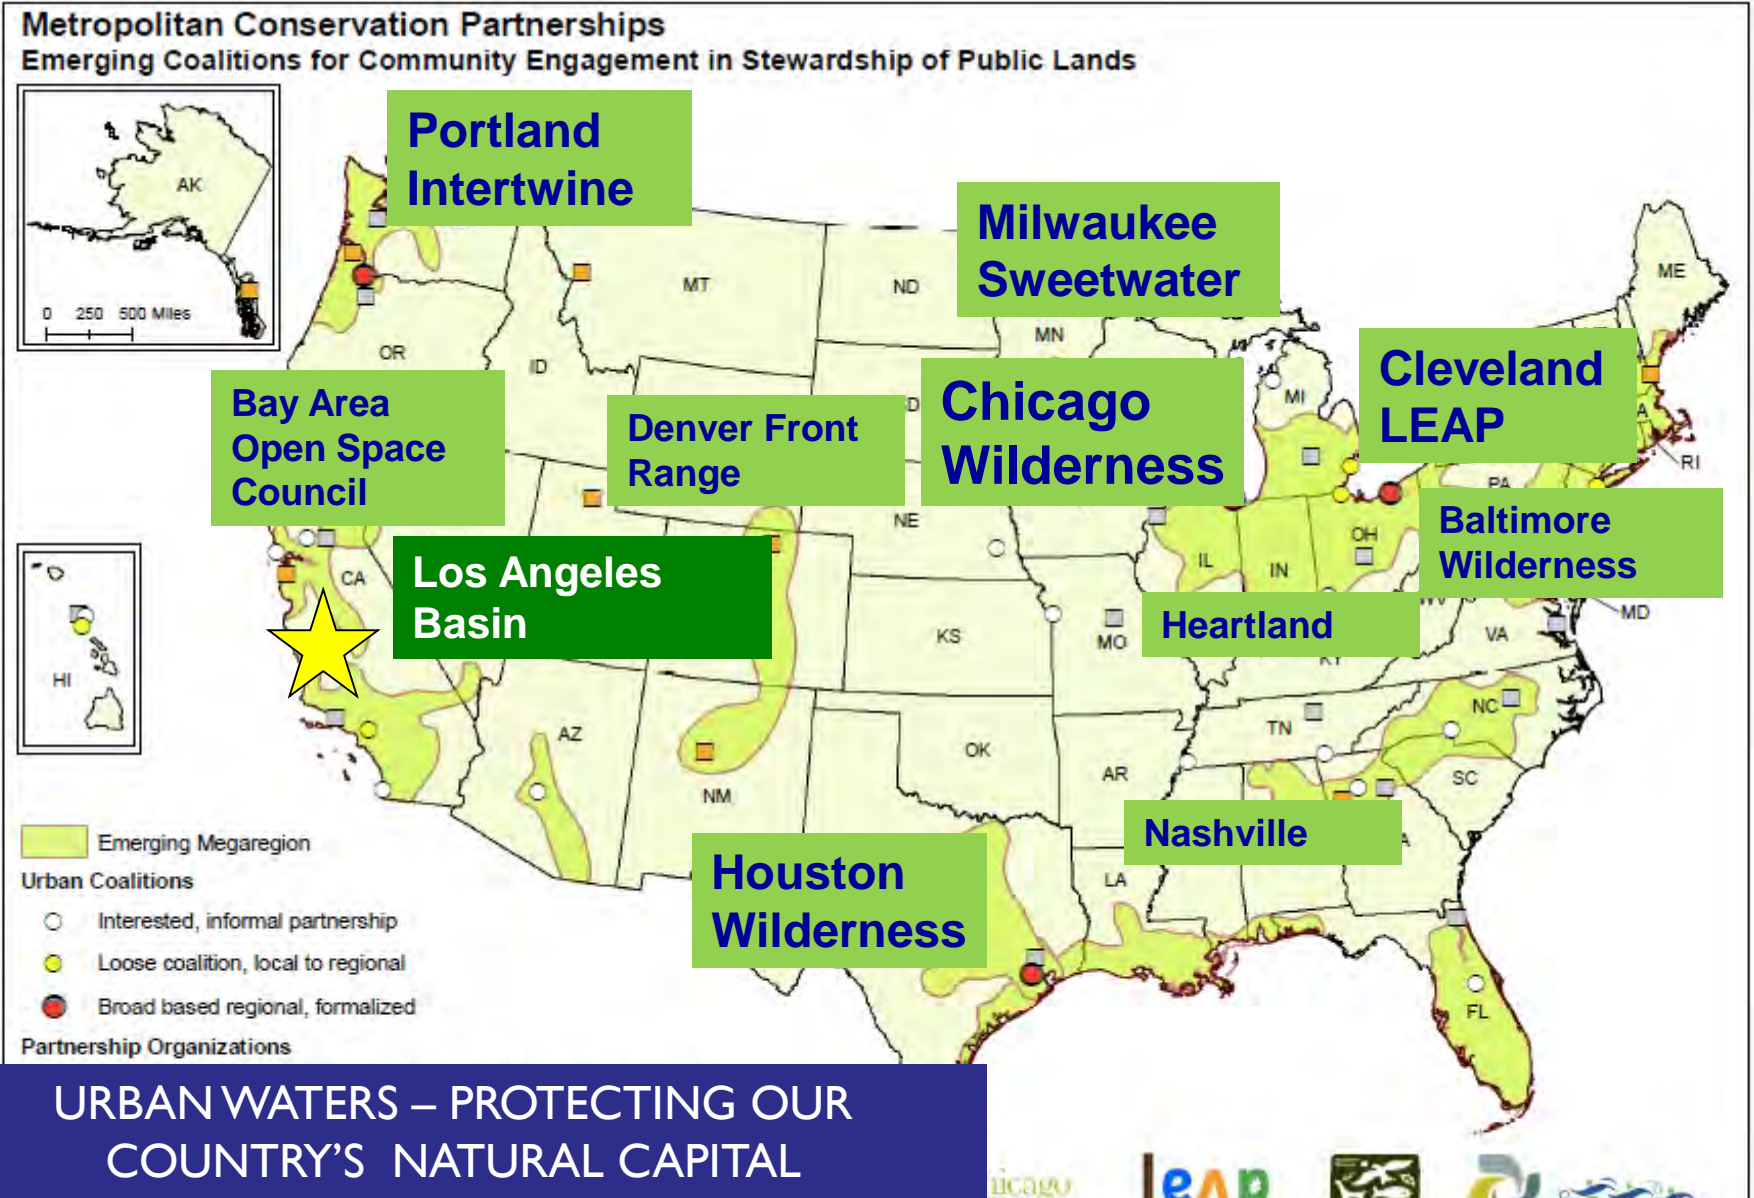 Metropolitan Conservation Partnerships
Emerging Coalitions for Community Engagement in Stewardship of Public Lands
Portland
Intertwine
AK
0 250 500 Miles
Milwaukee
Sweetwater
ME
MT
ND
MN
OR
ID
Bay Area
Open Space
Council
Denver Front
Range
Chicago
Wilderness
MI
Cleveland
LEAP
RI
PA
NE
IL
IN
OH
Baltimore
Wilderness
CA
Los Angeles
Basin
HI
KS
MO
Heartland
KY
WV
VA
MD
AZ
NM
OK
AR
TN
NC
SC
Nashville
Houston
Wilderness
LA
FL
Emerging Megaregion
Urban Coalitions
Interested, informal partnership
Loose coalition, local to regional
Broad based regional, formalized
Partnership Organizations
URBAN WATERS – PROTECTING OUR
COUNTRY'S NATURAL CAPITAL
leap